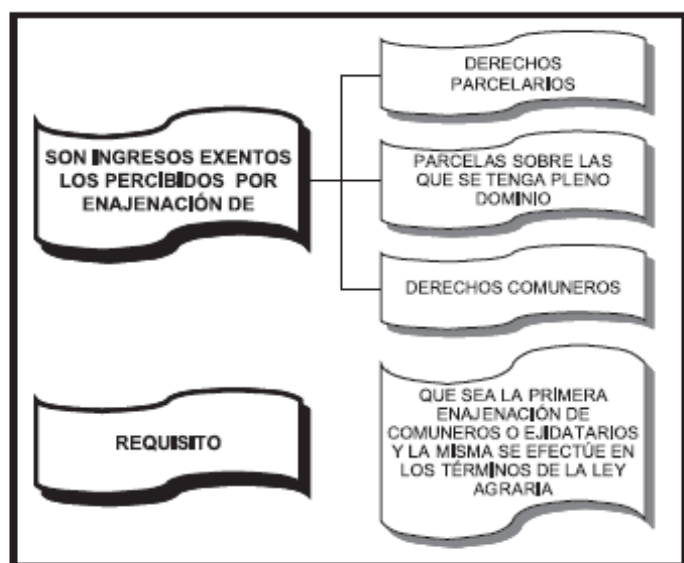 SON INGRESOS EXENTOS
LOS PERCIBIDOS POR
ENAJENACIÓN DE
DERECHOS
PARCELARIOS
PARCELAS SOBRE LAS
QUE SE TENGA PLENO
DOMINIO
DERECHOS COMUNEROS
REQUISITO
QUE SEA LA PRIMERA
ENAJENACIÓN DE
COMUNEROS O EJIDATARIOS
Y LA MISMA SE EFECTÚE EN
LOS TÉRMINOS DE LA LEY
AGRARIA